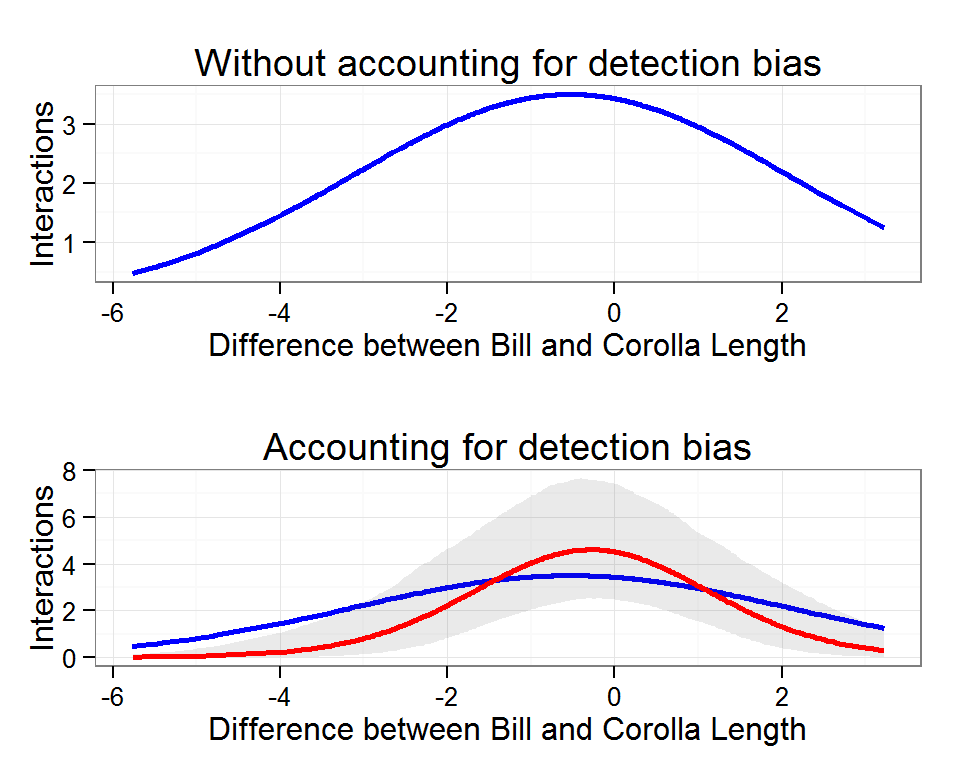 Without accounting for detection bias
Interactions
3
2
1
-6 -4 -2 0 2
Difference between Bill and Corolla Length
Accounting for detection bias
Interactions
8
6
4
2
0
-6 -4 -2 0 2
Difference between Bill and Corolla Length